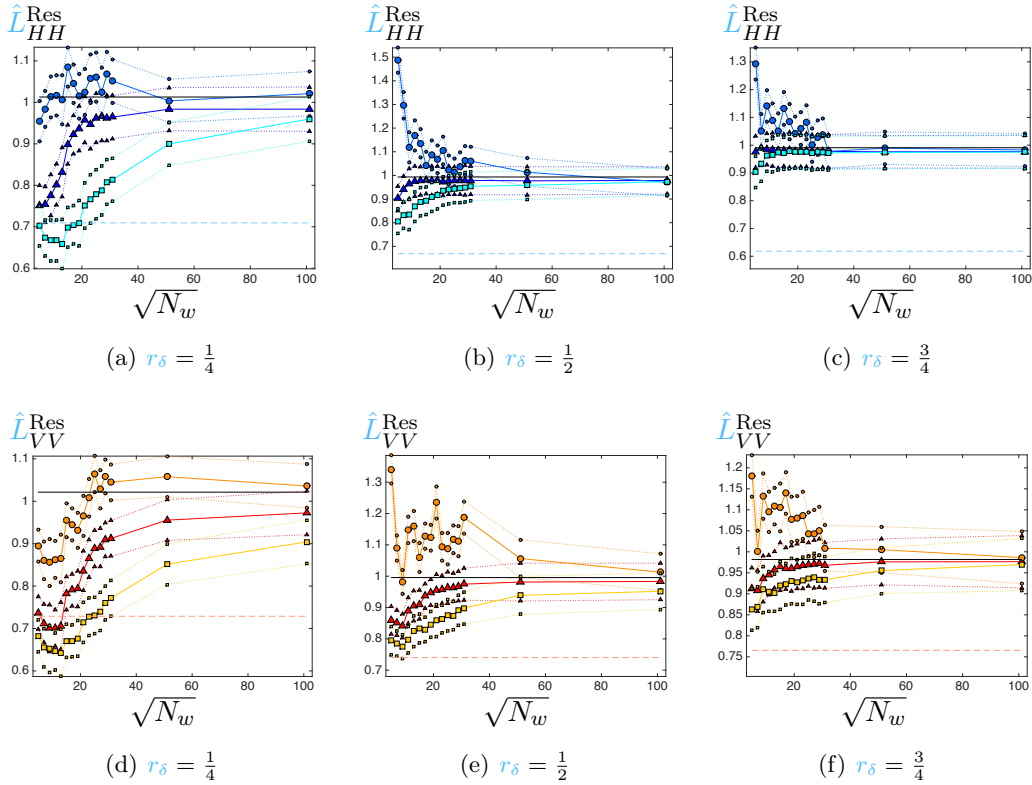 L̂^Res_HH
1.1
1
0.9
0.8
0.7
0.6
20 40 60 80 100
√N_w
(a) r_δ = 1/4
L̂^Res_HH
1.5
1.4
1.3
1.2
1.1
1
0.9
0.8
0.7
20 40 60 80 100
√N_w
(b) r_δ = 1/2
L̂^Res_HH
1.3
1.2
1.1
1
0.9
0.8
0.7
0.6
20 40 60 80 100
√N_w
(c) r_δ = 3/4
L̂^Res_VV
1.1
1
0.9
0.8
0.7
0.6
20 40 60 80 100
√N_w
(d) r_δ = 1/4
L̂^Res_VV
1.3
1.2
1.1
1
0.9
0.8
0.7
20 40 60 80 100
√N_w
(e) r_δ = 1/2
L̂^Res_VV
1.2
1.15
1.1
1.05
1
0.95
0.9
0.85
0.8
0.75
20 40 60 80 100
√N_w
(f) r_δ = 3/4